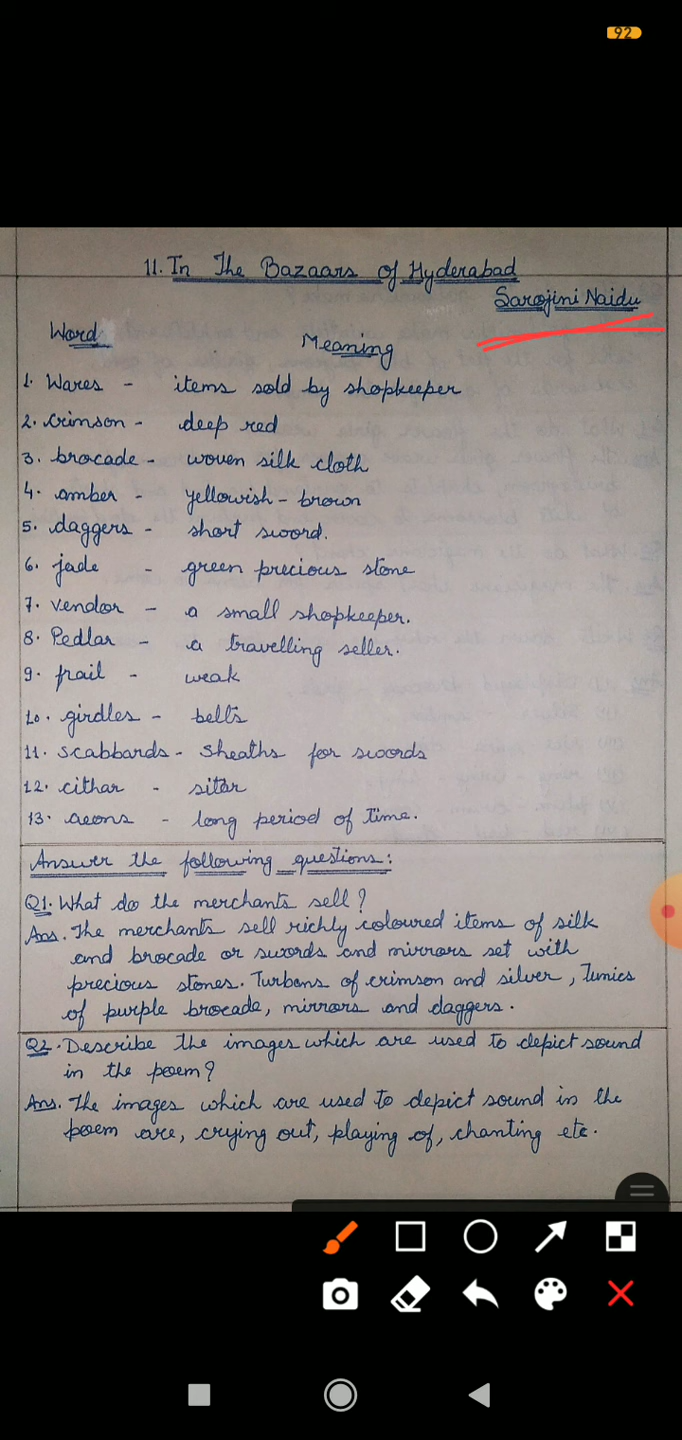 92
11. In The Bazaars of Hyderabad
Sarojini Naidu
Word Meaning
1. Wares - items sold by shopkeeper
2. crimson - deep red
3. brocade - woven silk cloth
4. amber - yellowish-brown
5. daggers - short sword.
6. jade - green precious stone
7. vendor - a small shopkeeper.
8. Pedlar - a travelling seller.
9. frail - weak
10. girdles - belts
11. scabbards - sheaths for swords
12. cithar - sitar
13. aeons - long period of time.
Answer the following questions:
Q1. What do the merchants sell?
Ans. The merchants sell richly coloured items of silk
and brocade or swords and mirrors set with
precious stones. Turbans of crimson and silver, Tunics
of purple brocade, mirrors and daggers.
Q2. Describe the images which are used to depict sound
in the poem?
Ans. The images which are used to depict sound in the
poem are, crying out, playing of, chanting etc.